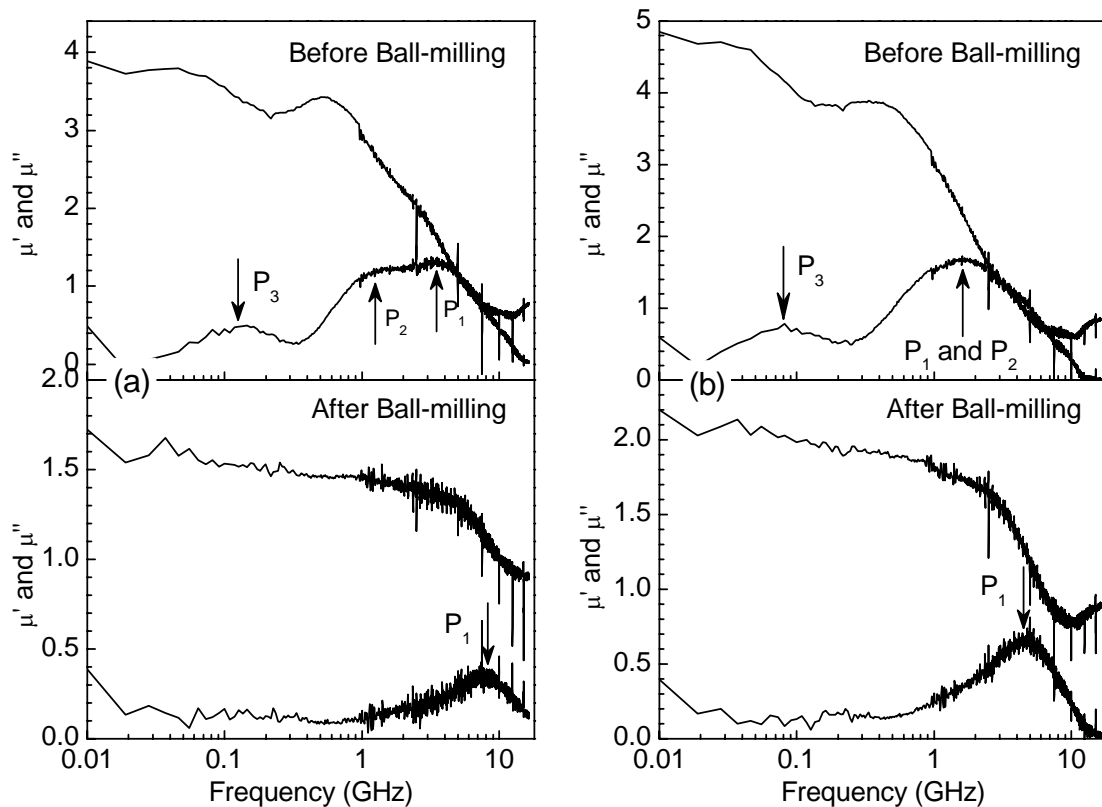 Before Ball-milling
4
3
2
1
0
μ' and μ"
P3
P2
P1
(a)
After Ball-milling
2.0
1.5
1.0
0.5
0.0
μ' and μ"
P1
0.01 0.1 1 10
Frequency (GHz)
Before Ball-milling
5
4
3
2
1
0
μ' and μ"
P3
P1 and P2
(b)
After Ball-milling
2.0
1.5
1.0
0.5
0.0
μ' and μ"
P1
0.01 0.1 1 10
Frequency (GHz)